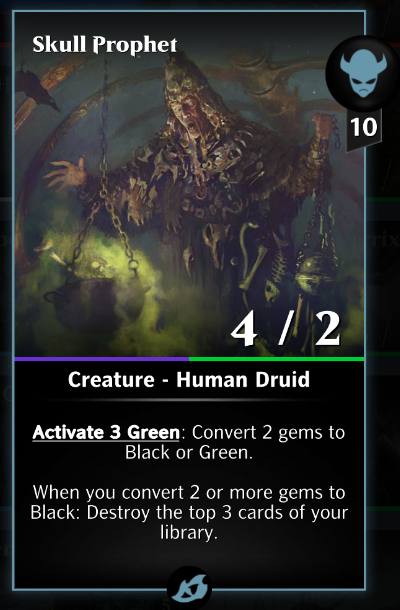 Skull Prophet
10
4 / 2
Creature - Human Druid
Activate 3 Green: Convert 2 gems to
Black or Green.
When you convert 2 or more gems to
Black: Destroy the top 3 cards of your
library.